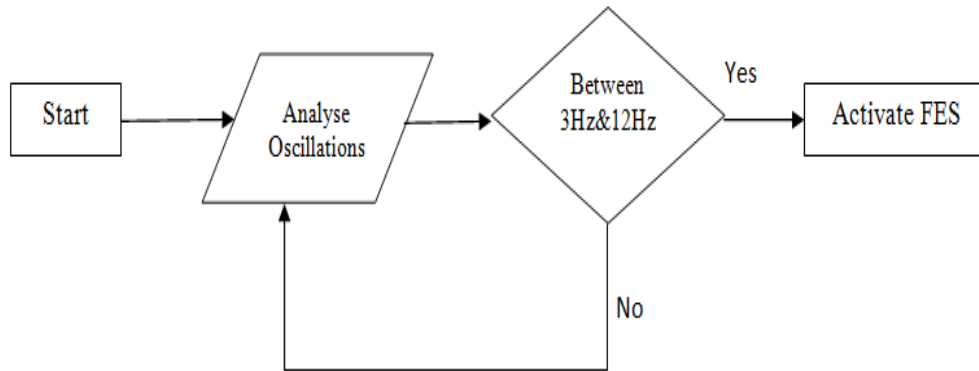 Start
Analyse
Oscillations
Between
3Hz&12Hz
Yes
Activate FES
No